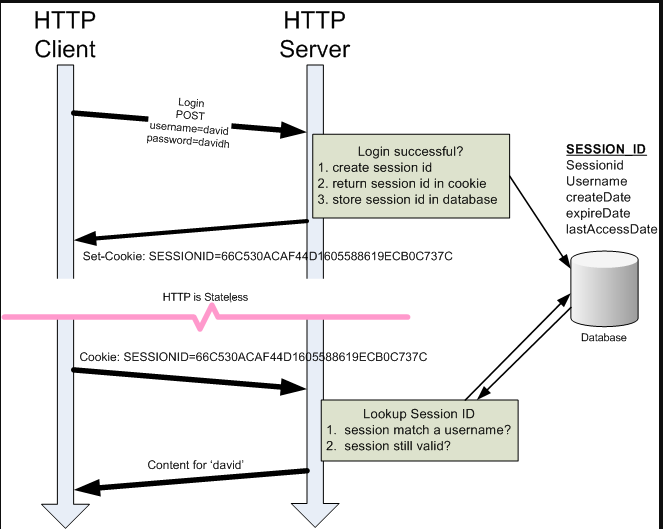 HTTP
Client
HTTP
Server
Login
POST
username=david
password=davidh
Login successful?
1. create session id
2. return session id in cookie
3. store session id in database
SESSION_ID
Sessionid
Username
createDate
expireDate
lastAccessDate
Set-Cookie: SESSIONID=66C530ACAF44D1605588619ECB0C737C
HTTP is Stateless
Database
Cookie: SESSIONID=66C530ACAF44D1605588619ECB0C737C
Lookup Session ID
1. session match a username?
2. session still valid?
Content for ‘david’